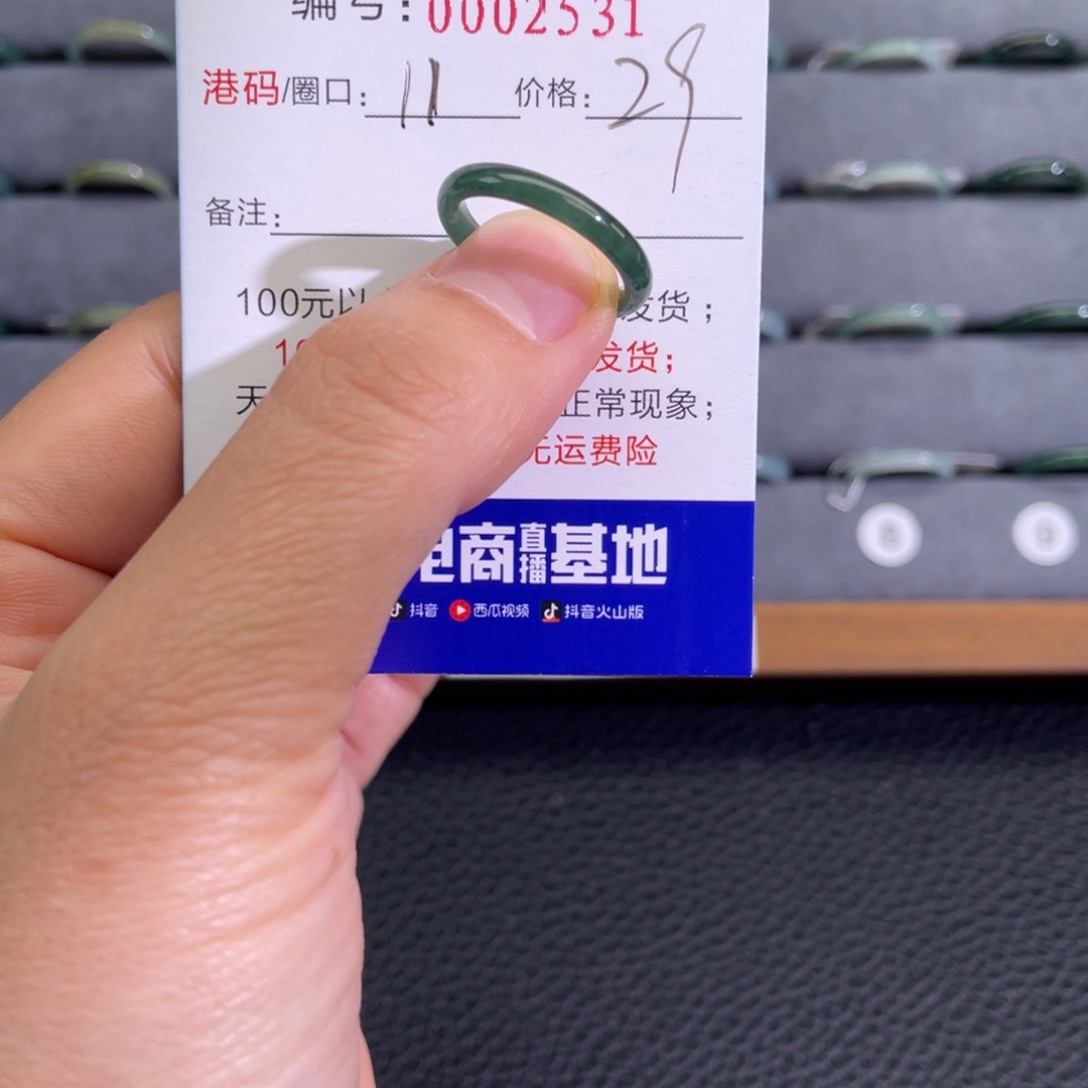 编号：0002531
港码/圈口：11 价格：29
备注：
100元以 发货；
发货；
天 正常现象；
无运费险
电商直播基地
抖音 西瓜视频 抖音火山版